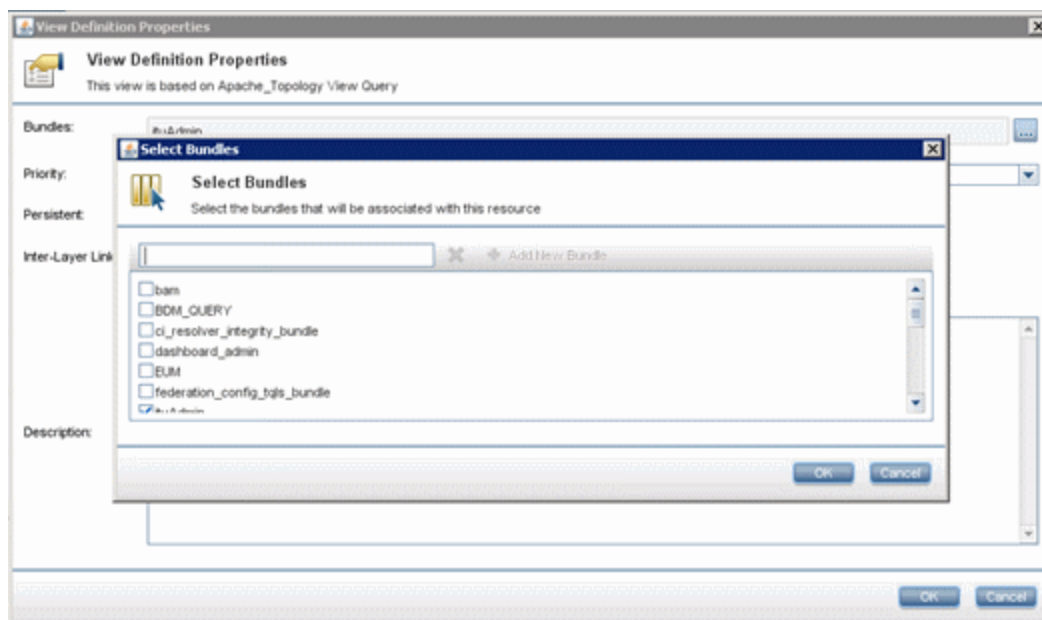 View Definition Properties
View Definition Properties
This view is based on Apache_Topology View Query
Bundles:
Select Bundles
Priority:
Select Bundles
Select the bundles that will be associated with this resource
Persistent:
Inter-Layer Link
Add New Bundle
bam
BDM_QUERY
ci_resolver_integrity_bundle
dashboard_admin
EUM
federation_config_tqls_bundle
Description:
OK Cancel
OK Cancel